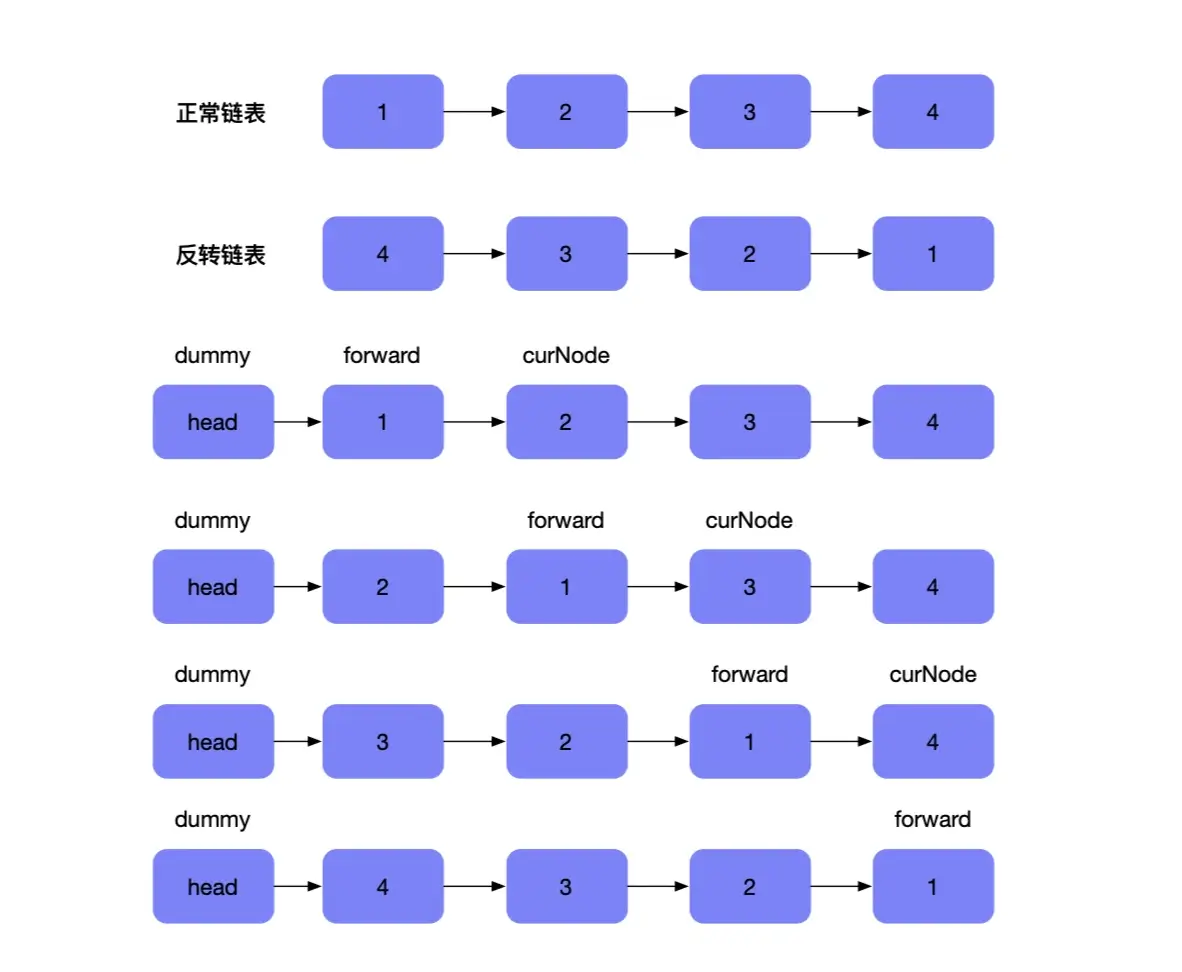 正常链表 1 2 3 4
反转链表 4 3 2 1
dummy forward curNode
head 1 2 3 4
dummy forward curNode
head 2 1 3 4
dummy forward curNode
head 3 2 1 4
dummy forward
head 4 3 2 1